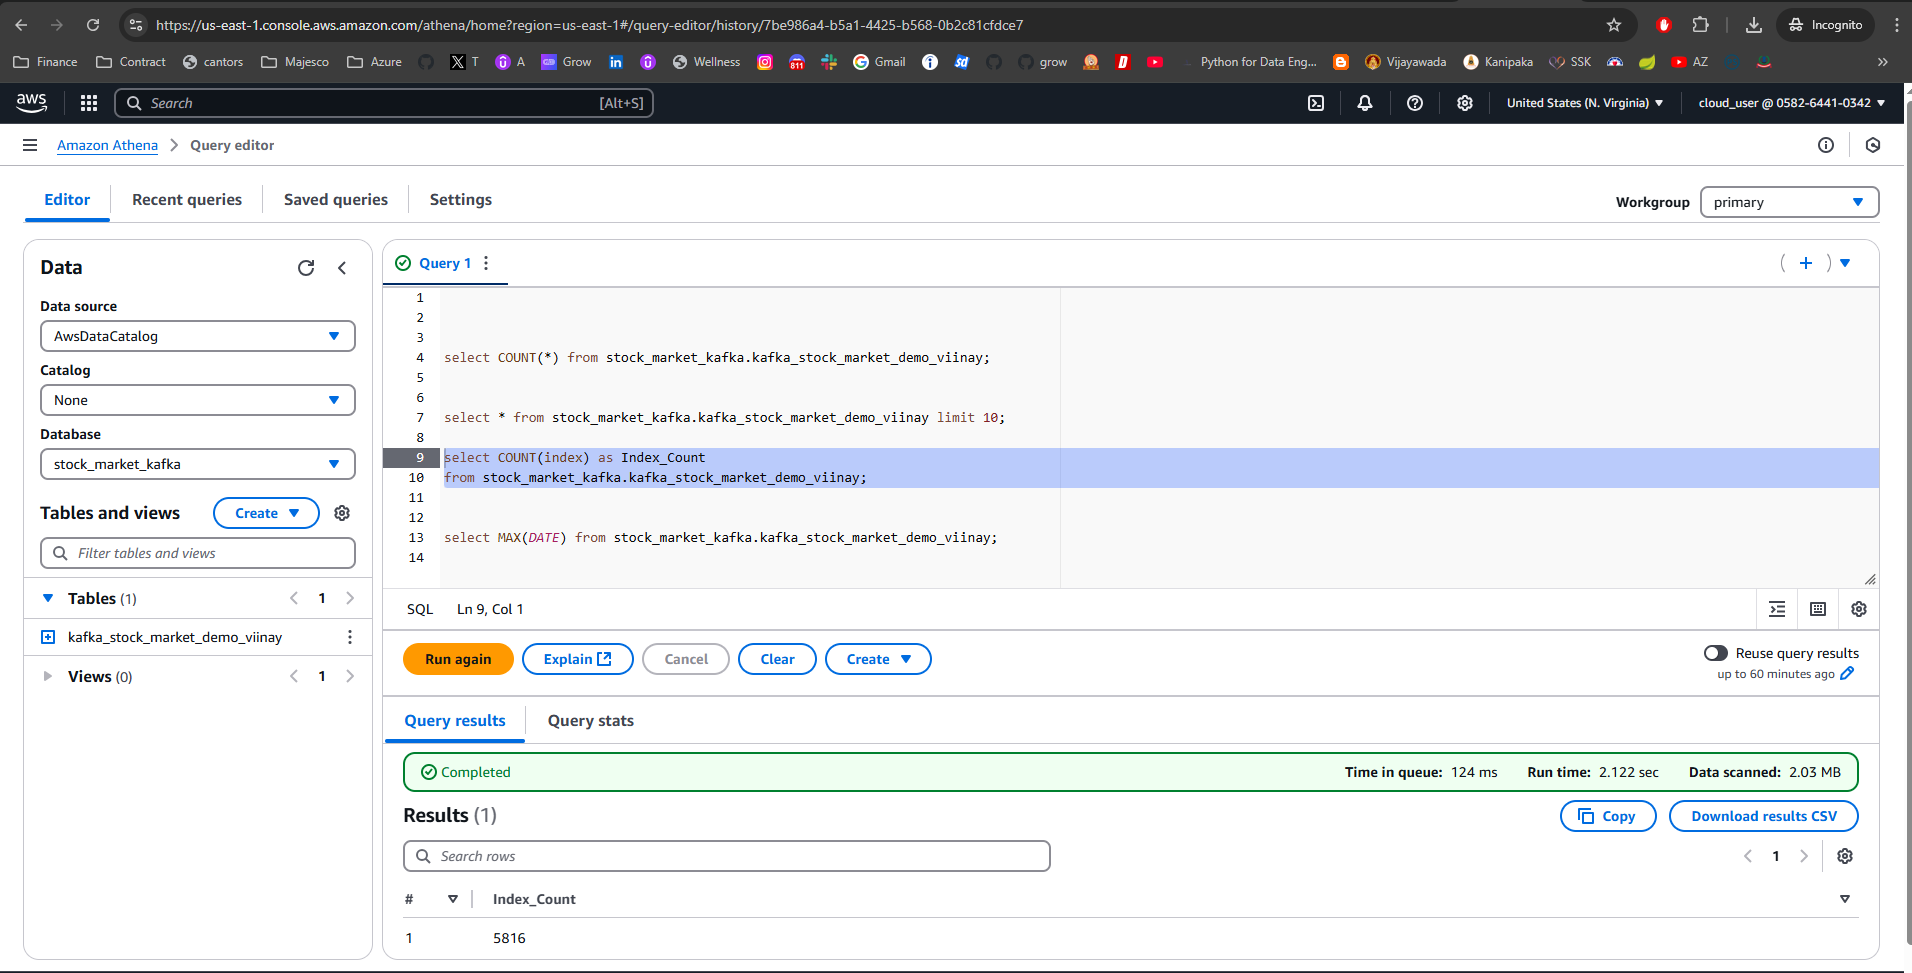 https://us-east-1.console.aws.amazon.com/athena/home?region=us-east-1#/query-editor/history/7be986a4-b5a1-4425-b568-0b2c81cfdce7
Incognito
Finance Contract cantors Majesco Azure T A Grow Wellness Gmail grow Python for Data Eng... Vijayawada Kanipaka SSK AZ
aws Search [Alt+S] United States (N. Virginia) cloud_user @ 0582-6441-0342
Amazon Athena Query editor
Editor Recent queries Saved queries Settings
Workgroup primary
Data
Data source
AwsDataCatalog
Catalog
None
Database
stock_market_kafka
Tables and views Create
Filter tables and views
Tables (1) 1
kafka_stock_market_demo_viinay
Views (0) 1
Query 1
1
2
3
4 select COUNT(*) from stock_market_kafka.kafka_stock_market_demo_viinay;
5
6
7 select * from stock_market_kafka.kafka_stock_market_demo_viinay limit 10;
8
9 select COUNT(index) as Index_Count
10 from stock_market_kafka.kafka_stock_market_demo_viinay;
11
12
13 select MAX(DATE) from stock_market_kafka.kafka_stock_market_demo_viinay;
14
SQL Ln 9, Col 1
Run again Explain Cancel Clear Create
Reuse query results
up to 60 minutes ago
Query results Query stats
Completed Time in queue: 124 ms Run time: 2.122 sec Data scanned: 2.03 MB
Results (1) Copy Download results CSV
Search rows 1
# Index_Count
1 5816